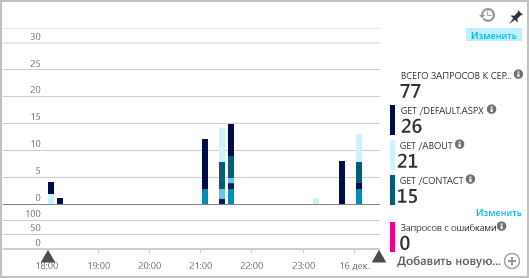 Изменить
30
25
20
15
10
5
0
100
50
0
18:00 19:00 20:00 21:00 22:00 23:00 16 дек.
ВСЕГО ЗАПРОСОВ К СЕР...
77
GET /DEFAULT.ASPX
26
GET /ABOUT
21
GET /CONTACT
15
Изменить
Запросов с ошибками
0
Добавить новую...